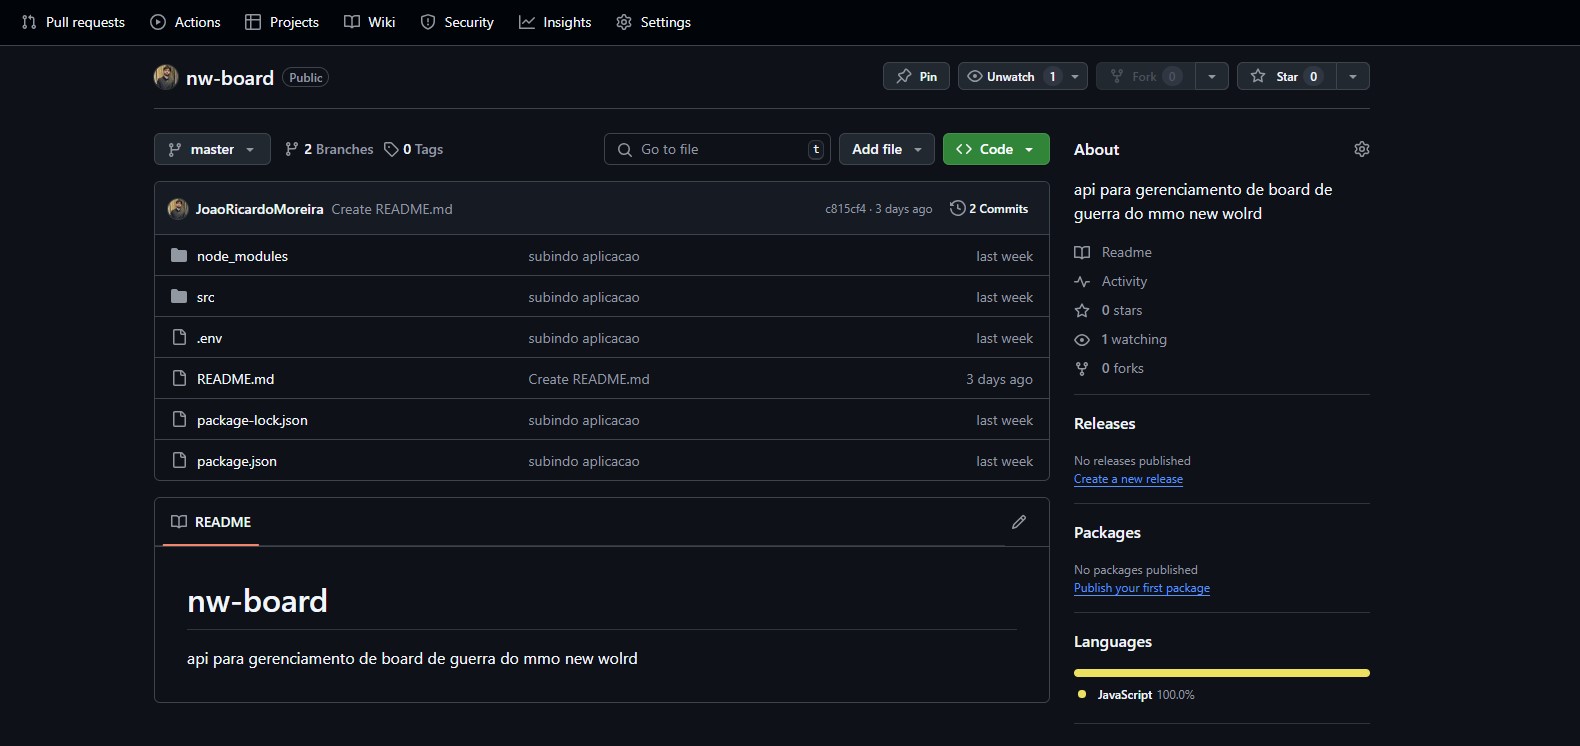 Pull requests Actions Projects Wiki Security Insights Settings
nw-board Public Pin Unwatch 1 Fork 0 Star 0
master 2 Branches 0 Tags Go to file t Add file Code
JoaoRicardoMoreira Create README.md c815cf4 · 3 days ago 2 Commits
node_modules subindo aplicacao last week
src subindo aplicacao last week
.env subindo aplicacao last week
README.md Create README.md 3 days ago
package-lock.json subindo aplicacao last week
package.json subindo aplicacao last week
README
nw-board
api para gerenciamento de board de guerra do mmo new wolrd
About
api para gerenciamento de board de
guerra do mmo new wolrd
Readme
Activity
0 stars
1 watching
0 forks
Releases
No releases published
Create a new release
Packages
No packages published
Publish your first package
Languages
JavaScript 100.0%